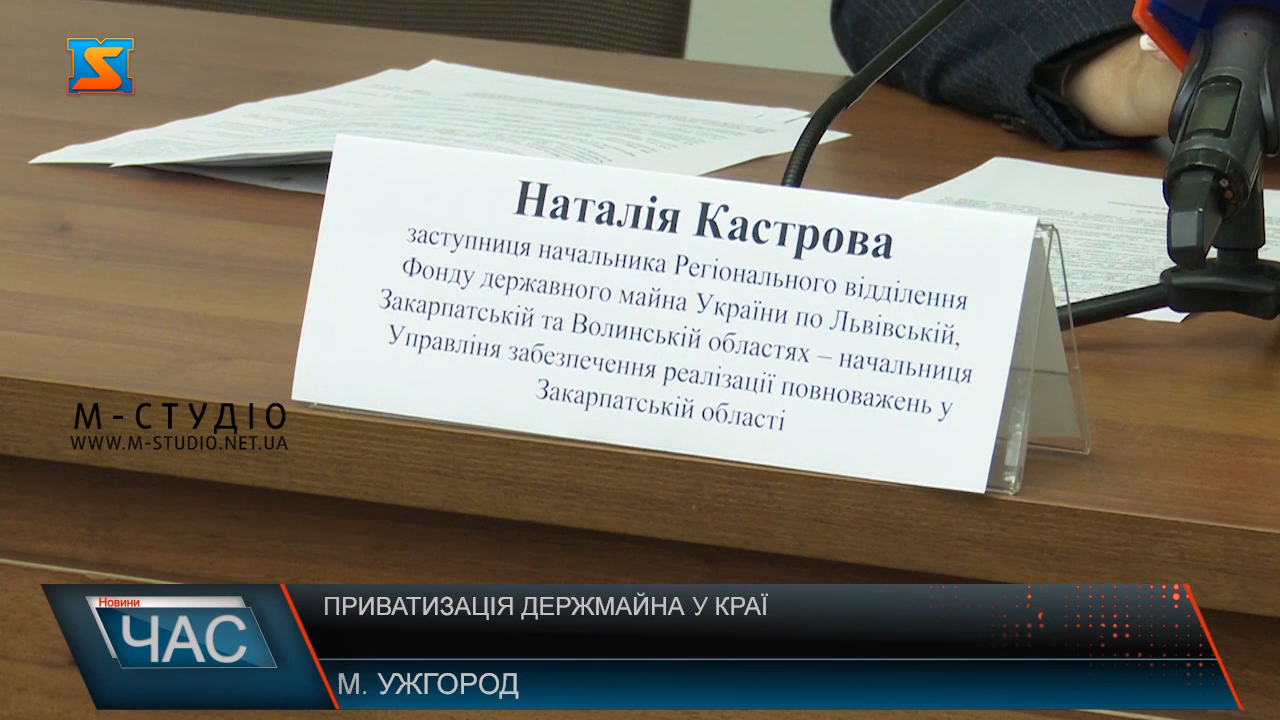 Наталія Кастрова
заступниця начальника Регіонального відділення
Фонду державного майна України по Львівській,
Закарпатській та Волинській областях – начальниця
Управліня забезпечення реалізації повноважень у
Закарпатській області
М-СТУДІО
WWW.M-STUDIO.NET.UA
Новини
ЧАС
ПРИВАТИЗАЦІЯ ДЕРЖМАЙНА У КРАЇ
М. УЖГОРОД